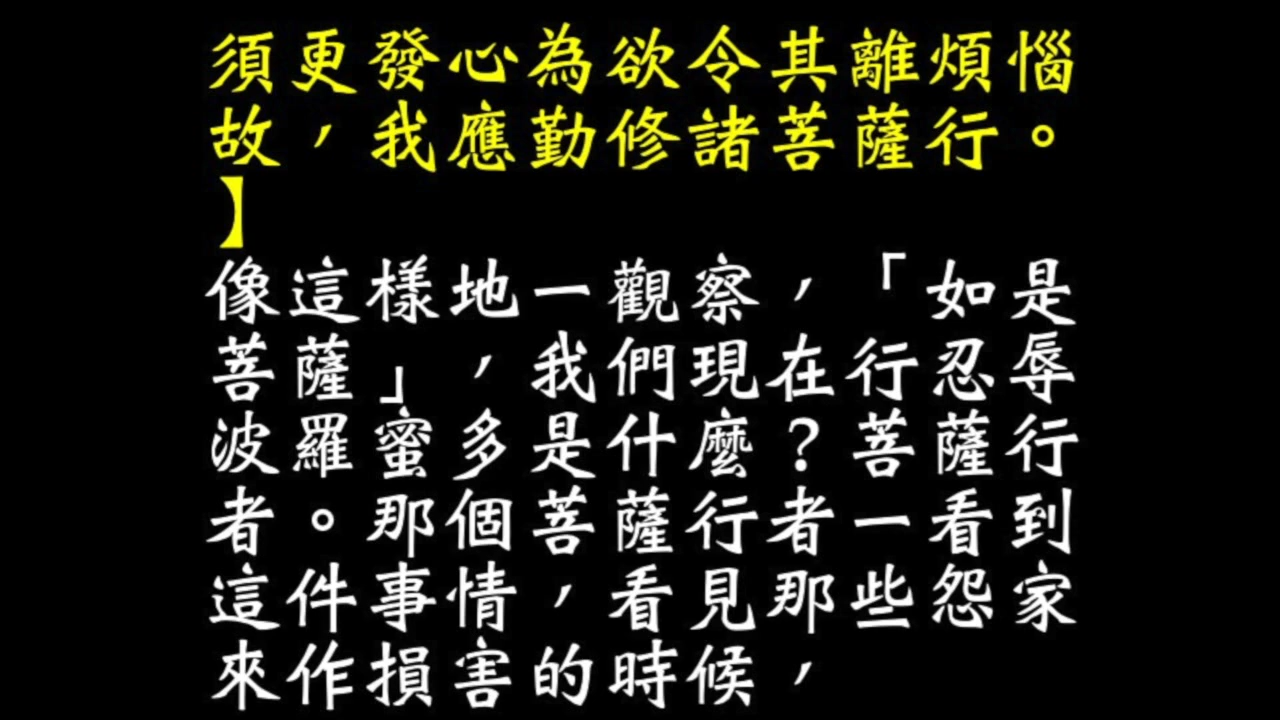 須更發心為欲令其離煩惱
故，我應勤修諸菩薩行。
】
像這樣地一觀察，「如是
菩薩」，我們現在行忍辱
波羅蜜多是什麼？菩薩行
者。那個菩薩行者一看到
這件事情，看見那些怨家
來作損害的時候，